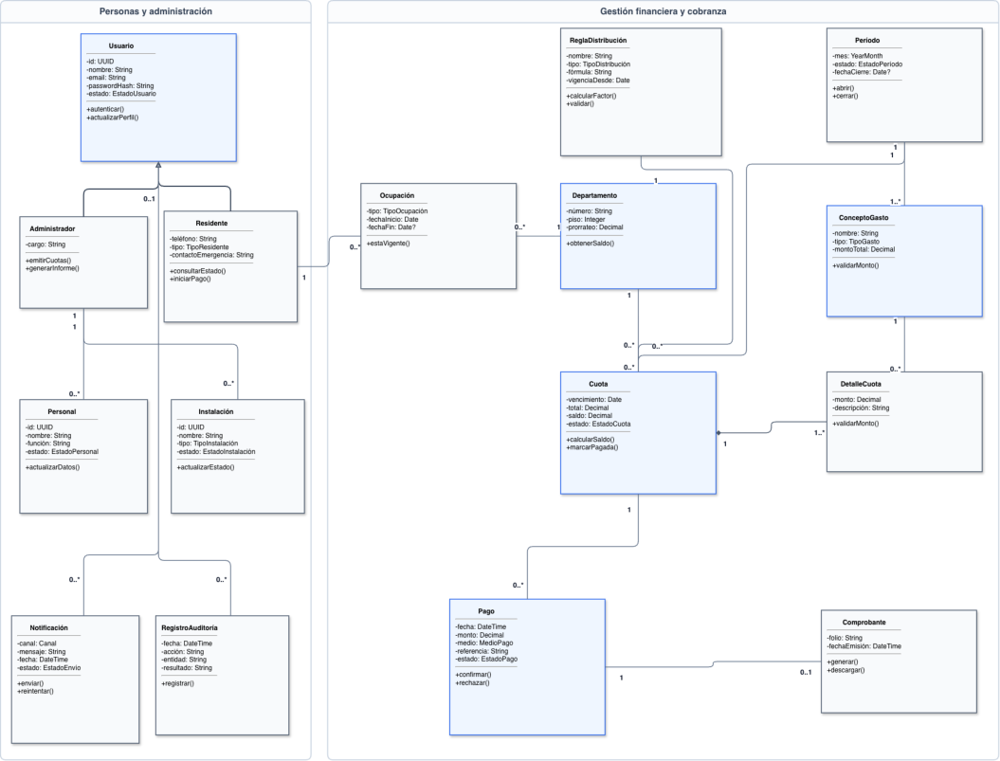 Personas y administración
Usuario
-id: UUID
-nombre: String
-email: String
-passwordHash: String
-estado: EstadoUsuario
+autenticar()
+actualizarPerfil()
0..1
Administrador
-cargo: String
+emitirCuotas()
+generarInforme()
1
1
Residente
-teléfono: String
-tipo: TipoResidente
-contactoEmergencia: String
+consultarEstado()
+iniciarPago()
1
0..*
0..*
Personal
-id: UUID
-nombre: String
-función: String
-estado: EstadoPersonal
+actualizarDatos()
Instalación
-id: UUID
-nombre: String
-tipo: TipoInstalación
-estado: EstadoInstalación
+actualizarEstado()
0..*
0..*
Notificación
-canal: Canal
-mensaje: String
-fecha: DateTime
-estado: EstadoEnvío
+enviar()
+reintentar()
RegistroAuditoría
-fecha: DateTime
-acción: String
-entidad: String
-resultado: String
+registrar()
Gestión financiera y cobranza
ReglaDistribución
-nombre: String
-tipo: TipoDistribución
-fórmula: String
-vigenciaDesde: Date
+calcularFactor()
+validar()
1
Período
-mes: YearMonth
-estado: EstadoPeríodo
-fechaCierre: Date?
+abrir()
+cerrar()
1
1
Ocupación
-tipo: TipoOcupación
-fechaInicio: Date
-fechaFin: Date?
+estaVigente()
0..*
0..*
1
Departamento
-número: String
-piso: Integer
-prorrateo: Decimal
+obtenerSaldo()
1
1..*
ConceptoGasto
-nombre: String
-tipo: TipoGasto
-montoTotal: Decimal
+validarMonto()
1
0..*
0..*
0..*
0..*
Cuota
-vencimiento: Date
-total: Decimal
-saldo: Decimal
-estado: EstadoCuota
+calcularSaldo()
+marcarPagada()
1
1..*
DetalleCuota
-monto: Decimal
-descripción: String
+validarMonto()
1
0..*
Pago
-fecha: DateTime
-monto: Decimal
-medio: MedioPago
-referencia: String
-estado: EstadoPago
+confirmar()
+rechazar()
1
0..1
Comprobante
-folio: String
-fechaEmisión: DateTime
+generar()
+descargar()